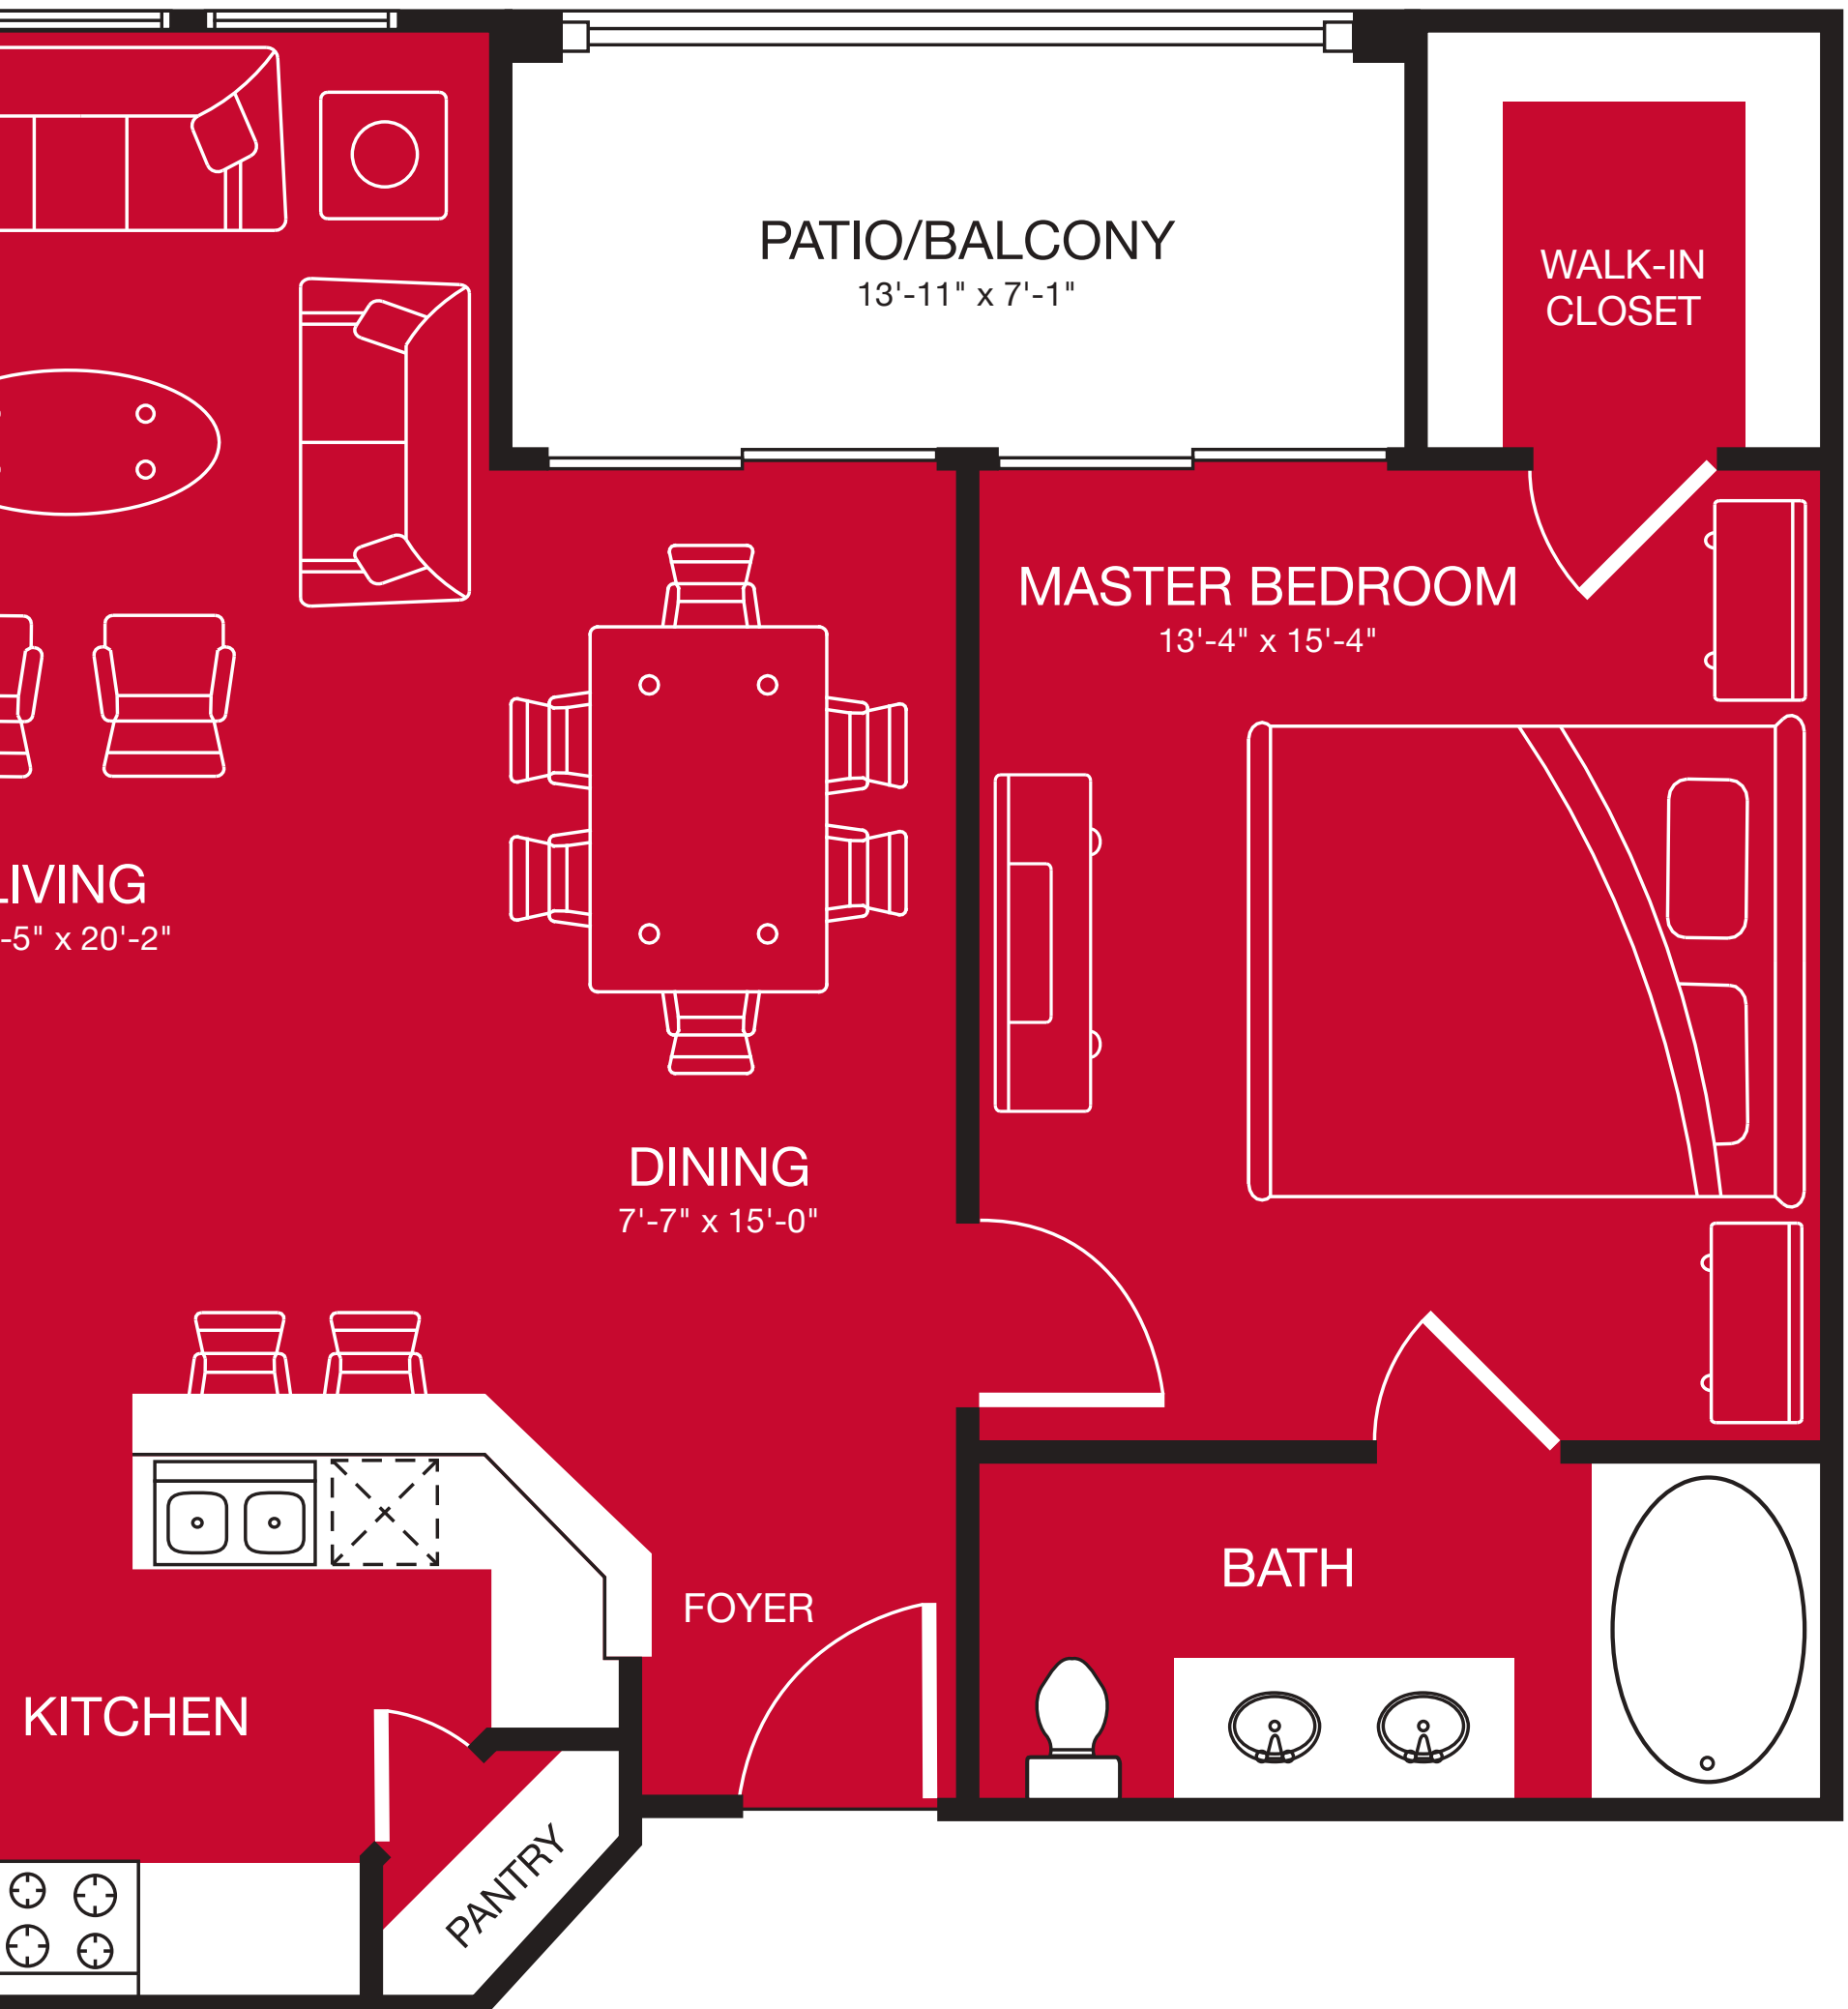 PATIO/BALCONY
13'-11" x 7'-1"
WALK-IN
CLOSET
MASTER BEDROOM
13'-4" x 15'-4"
LIVING
-5" x 20'-2"
DINING
7'-7" x 15'-0"
FOYER
BATH
KITCHEN
PANTRY